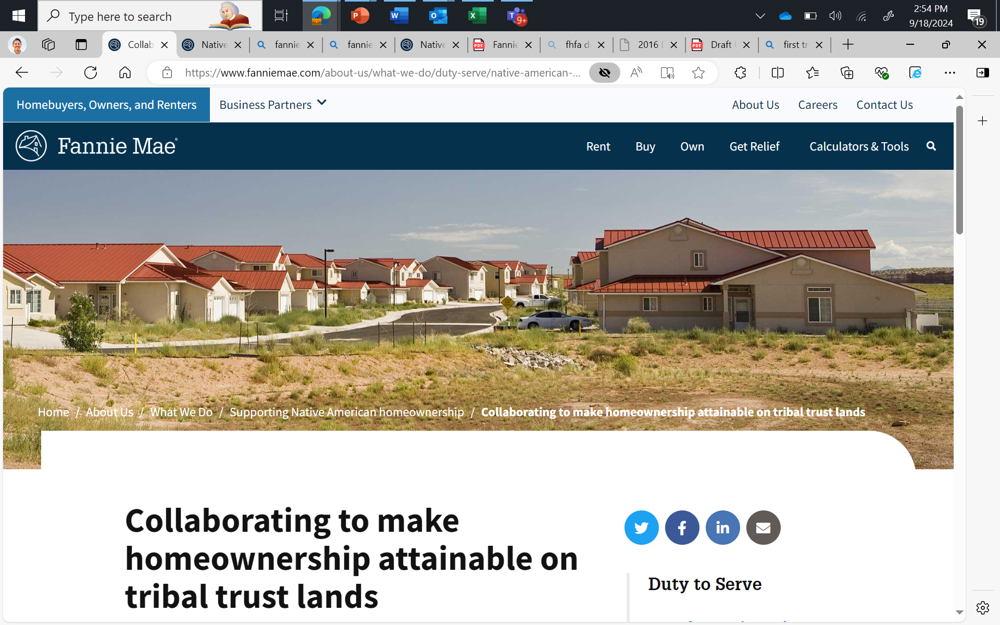 Type here to search
P
W
O
X
T
9+
2:54 PM
9/18/2024
19
Collab
Native
fannie
fannie
Native
PDF
Fannie
fhfa d
2016
PDF
Draft
first tr
https://www.fanniemae.com/about-us/what-we-do/duty-serve/native-american-...
Homebuyers, Owners, and Renters
Business Partners
About Us
Careers
Contact Us
Fannie Mae®
Rent
Buy
Own
Get Relief
Calculators & Tools
Home / About Us / What We Do / Supporting Native American homeownership / Collaborating to make homeownership attainable on tribal trust lands
Collaborating to make
homeownership attainable on
tribal trust lands
Duty to Serve